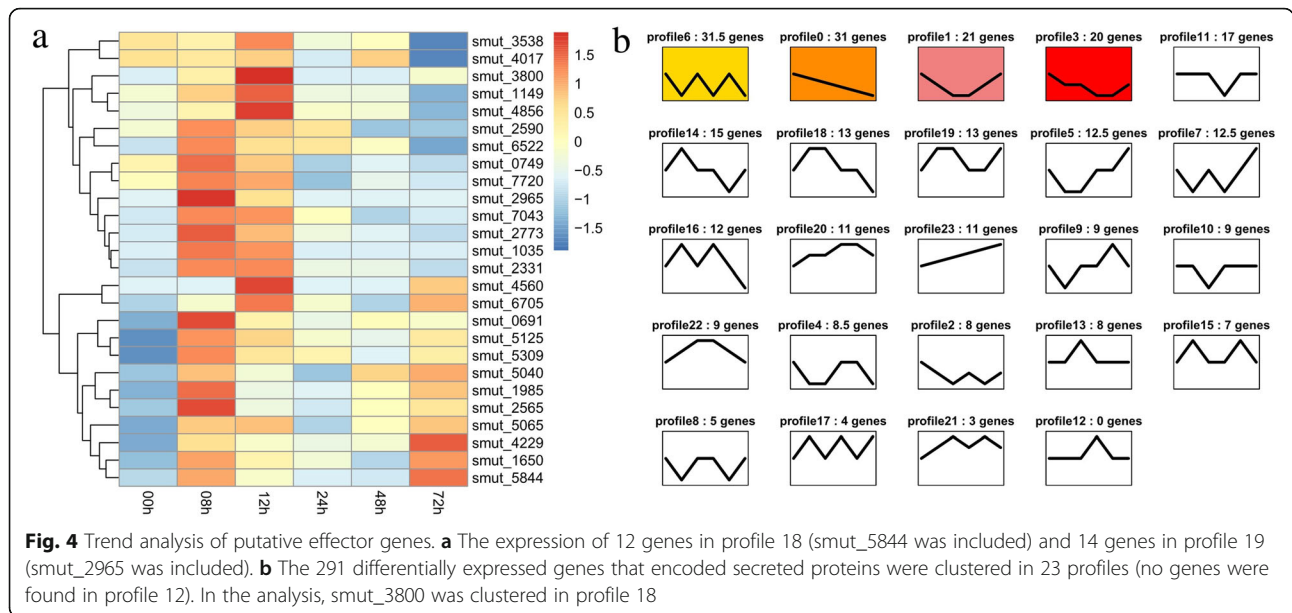 a
smut_3538
smut_4017
smut_3800
smut_1149
smut_4856
smut_2590
smut_6522
smut_0749
smut_7720
smut_2965
smut_7043
smut_2773
smut_1035
smut_2331
smut_4560
smut_6705
smut_0691
smut_5125
smut_5309
smut_5040
smut_1985
smut_2565
smut_5065
smut_4229
smut_1650
smut_5844
00h 08h 12h 24h 48h 72h
1.5
1
0.5
0
−0.5
−1
−1.5
b
profile6 : 31.5 genes profile0 : 31 genes profile1 : 21 genes profile3 : 20 genes profile11 : 17 genes
profile14 : 15 genes profile18 : 13 genes profile19 : 13 genes profile5 : 12.5 genes profile7 : 12.5 genes
profile16 : 12 genes profile20 : 11 genes profile23 : 11 genes profile9 : 9 genes profile10 : 9 genes
profile22 : 9 genes profile4 : 8.5 genes profile2 : 8 genes profile13 : 8 genes profile15 : 7 genes
profile8 : 5 genes profile17 : 4 genes profile21 : 3 genes profile12 : 0 genes
Fig. 4 Trend analysis of putative effector genes. a The expression of 12 genes in profile 18 (smut_5844 was included) and 14 genes in profile 19
(smut_2965 was included). b The 291 differentially expressed genes that encoded secreted proteins were clustered in 23 profiles (no genes were
found in profile 12). In the analysis, smut_3800 was clustered in profile 18